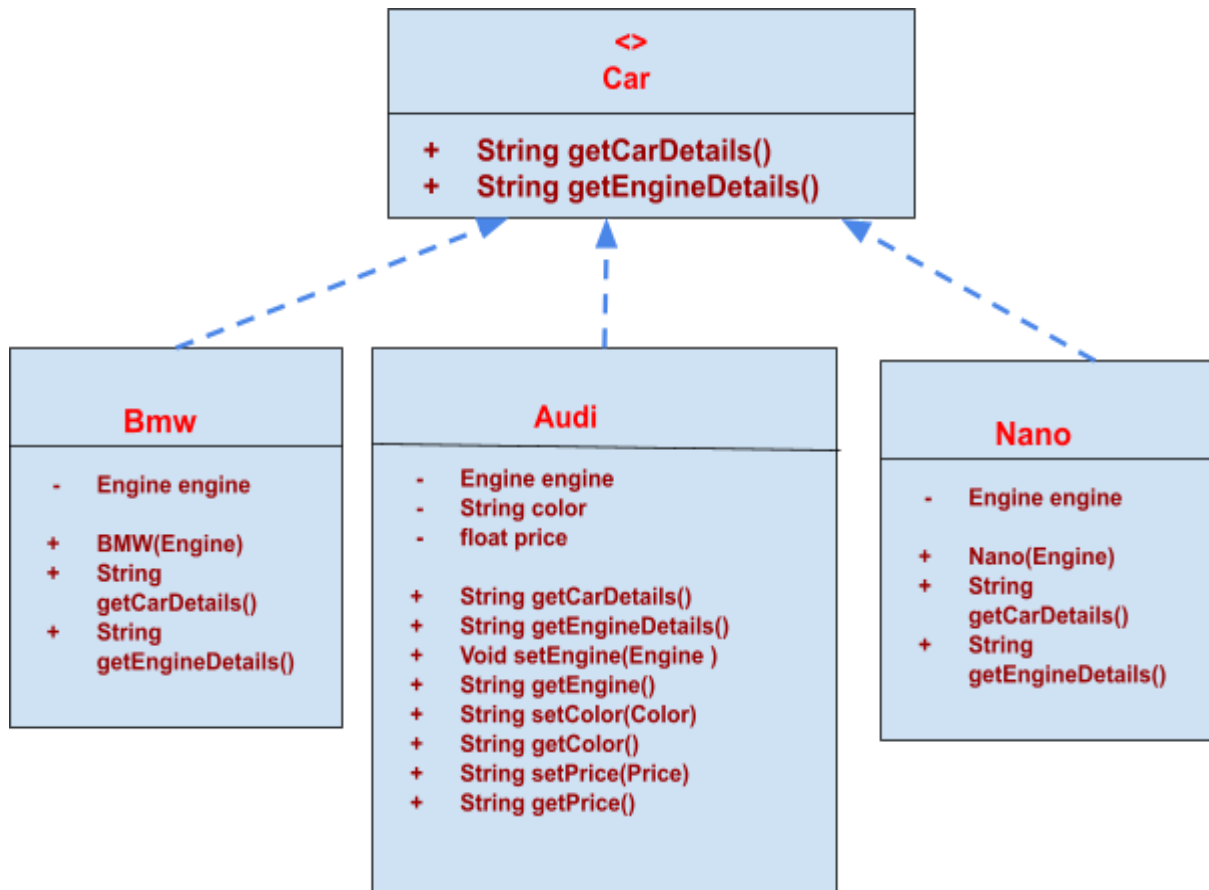 <>
Car
+ String getCarDetails()
+ String getEngineDetails()
Bmw
- Engine engine
+ BMW(Engine)
+ String
getCarDetails()
+ String
getEngineDetails()
Audi
- Engine engine
- String color
- float price
+ String getCarDetails()
+ String getEngineDetails()
+ Void setEngine(Engine )
+ String getEngine()
+ String setColor(Color)
+ String getColor()
+ String setPrice(Price)
+ String getPrice()
Nano
- Engine engine
+ Nano(Engine)
+ String
getCarDetails()
+ String
getEngineDetails()